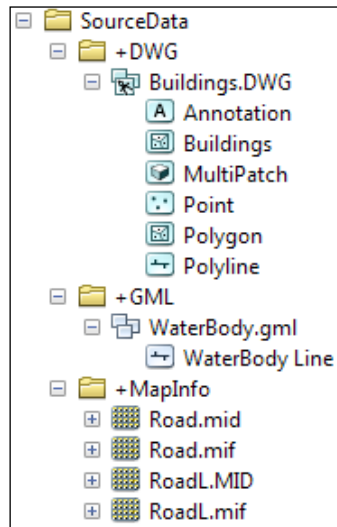 SourceData
+DWG
Buildings.DWG
A Annotation
Buildings
MultiPatch
Point
Polygon
Polyline
+GML
WaterBody.gml
WaterBody Line
+MapInfo
Road.mid
Road.mif
RoadL.MID
RoadL.mif